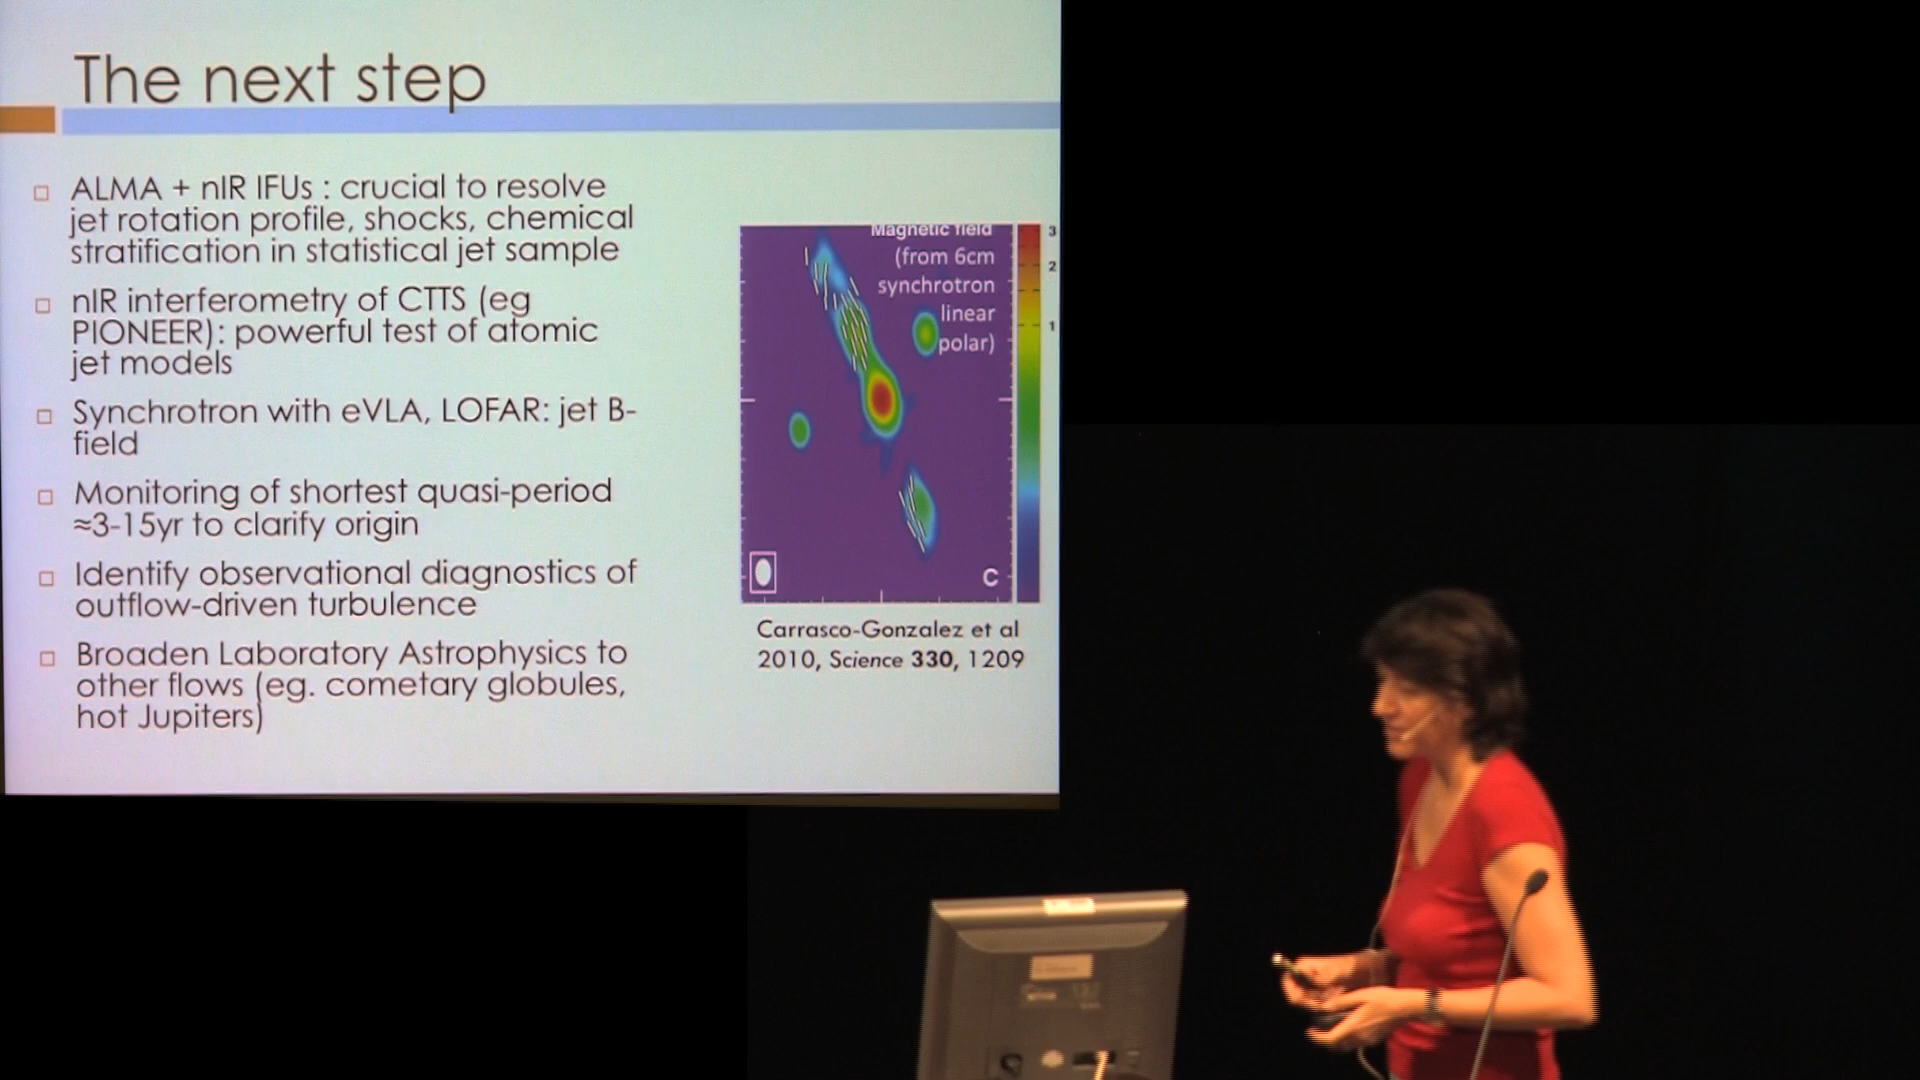 The next step
ALMA + nIR IFUs : crucial to resolve
jet rotation profile, shocks, chemical
stratification in statistical jet sample
nIR interferometry of CTTS (eg
PIONEER): powerful test of atomic
jet models
Synchrotron with eVLA, LOFAR: jet B-
field
Monitoring of shortest quasi-period
≈3-15yr to clarify origin
Identify observational diagnostics of
outflow-driven turbulence
Broaden Laboratory Astrophysics to
other flows (eg. cometary globules,
hot Jupiters)
Magnetic field
(from 6cm
synchrotron
linear
polar)
3
2
1
C
Carrasco-Gonzalez et al
2010, Science 330, 1209